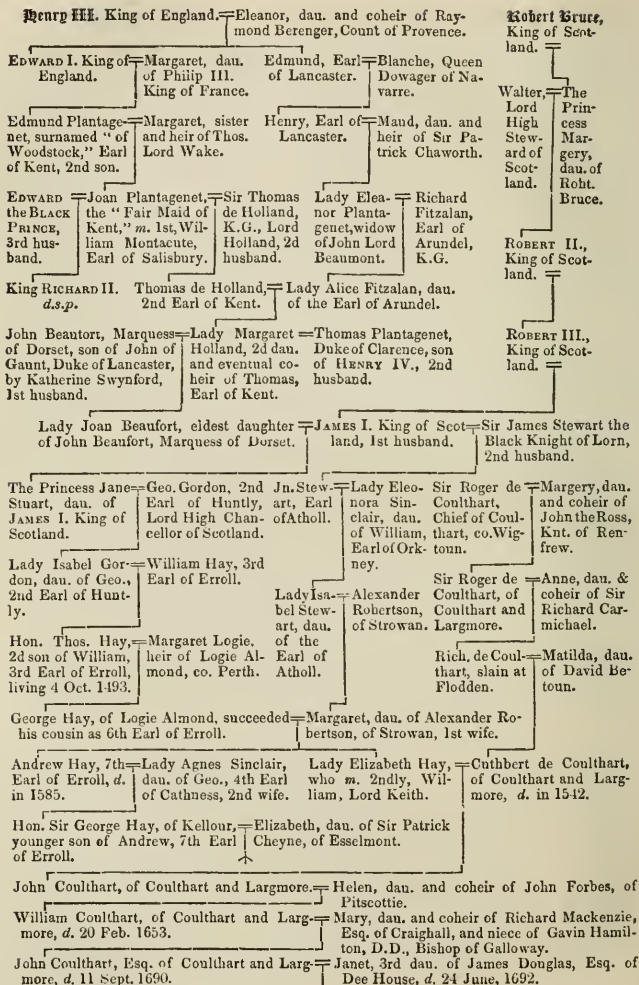 Henry III. King of England.=Eleanor, dau. and coheir of Raymond Berenger, Count of Provence.
Robert Bruce, King of Scotland. =
EDWARD I. King of England.=Margaret, dau. of Philip III. King of France.
Edmund, Earl of Lancaster.=Blanche, Queen Dowager of Navarre.
Walter, Lord High Steward of Scotland.=The Princess Margery, dau. of Robt. Bruce.
Edmund Plantagenet, surnamed "of Woodstock," Earl of Kent, 2nd son.=Margaret, sister and heir of Thos. Lord Wake.
Henry, Earl of Lancaster.=Maud, dau. and heir of Sir Patrick Chaworth.
EDWARD the BLACK PRINCE, 3rd husband.=Joan Plantagenet, the "Fair Maid of Kent," m. 1st, William Montacute, Earl of Salisbury.=Sir Thomas de Holland, K.G., Lord Holland, 2d husband.
Lady Eleanor Plantagenet, widow of John Lord Beaumont.=Richard Fitzalan, Earl of Arundel, K.G.
ROBERT II., King of Scotland. =
King RICHARD II. d.s.p.
Thomas de Holland, 2nd Earl of Kent.=Lady Alice Fitzalan, dau. of the Earl of Arundel.
John Beautort, Marquess of Dorset, son of John of Gaunt, Duke of Lancaster, by Katherine Swynford, 1st husband.=Lady Margaret Holland, 2d dau. and eventual coheir of Thomas, Earl of Kent.=Thomas Plantagenet, Duke of Clarence, son of HENRY IV., 2nd husband.
ROBERT III., King of Scotland. =
Lady Joan Beaufort, eldest daughter of John Beaufort, Marquess of Dorset.=JAMES I. King of Scotland, 1st husband.=Sir James Stewart the Black Knight of Lorn, 2nd husband.
The Princess Jane Stuart, dau. of JAMES I. King of Scotland.=Geo. Gordon, 2nd Earl of Huntly, Lord High Chancellor of Scotland.
Jn. Stewart, Earl of Atholl.=Lady Eleonora Sinclair, dau. of William, Earl of Orkney.
Sir Roger de Coulthart, Chief of Coulthart, co. Wigtoun.=Margery, dau. and coheir of John the Ross, Knt. of Renfrew.
Lady Isabel Gordon, dau. of Geo., 2nd Earl of Huntly.=William Hay, 3rd Earl of Erroll.
Lady Isabel Stewart, dau. of the Earl of Atholl.=Alexander Robertson, of Strowan.
Sir Roger de Coulthart, of Coulthart and Largmore.=Anne, dau. & coheir of Sir Richard Carmichael.
Hon. Thos. Hay, 2d son of William, 3rd Earl of Erroll, living 4 Oct. 1493.=Margaret Logie, heir of Logie Almond, co. Perth.
Rich. de Coulthart, slain at Flodden.=Matilda, dau. of David Betoun.
George Hay, of Logie Almond, succeeded his cousin as 6th Earl of Erroll.=Margaret, dau. of Alexander Robertson, of Strowan, 1st wife.
Andrew Hay, 7th Earl of Erroll, d. in 1585.=Lady Agnes Sinclair, dau. of Geo., 4th Earl of Cathness, 2nd wife.
Lady Elizabeth Hay, who m. 2ndly, William, Lord Keith.=Cuthbert de Coulthart, of Coulthart and Largmore, d. in 1542.
Hon. Sir George Hay, of Kellour, younger son of Andrew, 7th Earl of Erroll.=Elizabeth, dau. of Sir Patrick Cheyne, of Esselmont.
John Coulthart, of Coulthart and Largmore.=Helen, dau. and coheir of John Forbes, of Pitscottie.
William Coulthart, of Coulthart and Largmore, d. 20 Feb. 1653.=Mary, dau. and coheir of Richard Mackenzie, Esq. of Craighall, and niece of Gavin Hamilton, D.D., Bishop of Galloway.
John Coulthart, Esq. of Coulthart and Largmore, d. 11 Sept. 1690.=Janet, 3rd dau. of James Douglas, Esq. of Dee House, d. 24 June, 1692.